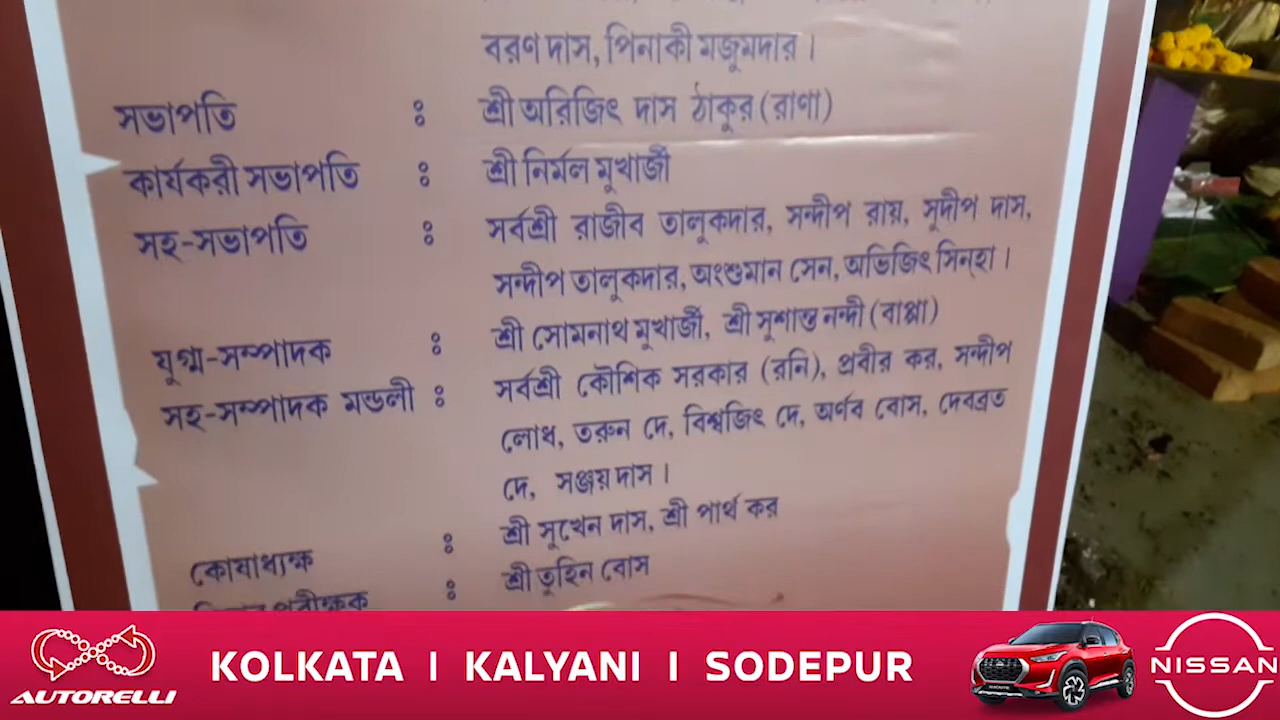 বরণ দাস, পিনাকী মজুমদার ।
সভাপতি : শ্রী অরিজিৎ দাস ঠাকুর (রাণা)
কার্যকরী সভাপতি : শ্রী নির্মল মুখার্জী
সহ-সভাপতি : সর্বশ্রী রাজীব তালুকদার, সন্দীপ রায়, সুদীপ দাস,
সন্দীপ তালুকদার, অংশুমান সেন, অভিজিৎ সিন্হা ।
যুগ্ম-সম্পাদক : শ্রী সোমনাথ মুখার্জী, শ্রী সুশান্ত নন্দী (বাপ্পা)
সহ-সম্পাদক মন্ডলী : সর্বশ্রী কৌশিক সরকার (রনি), প্রবীর কর, সন্দীপ
লোধ, তরুন দে, বিশ্বজিৎ দে, অর্ণব বোস, দেবব্রত
দে, সঞ্জয় দাস ।
কোষাধ্যক্ষ : শ্রী সুখেন দাস, শ্রী পার্থ কর
: শ্রী তুহিন বোস
AUTORELLI
KOLKATA | KALYANI | SODEPUR
NISSAN